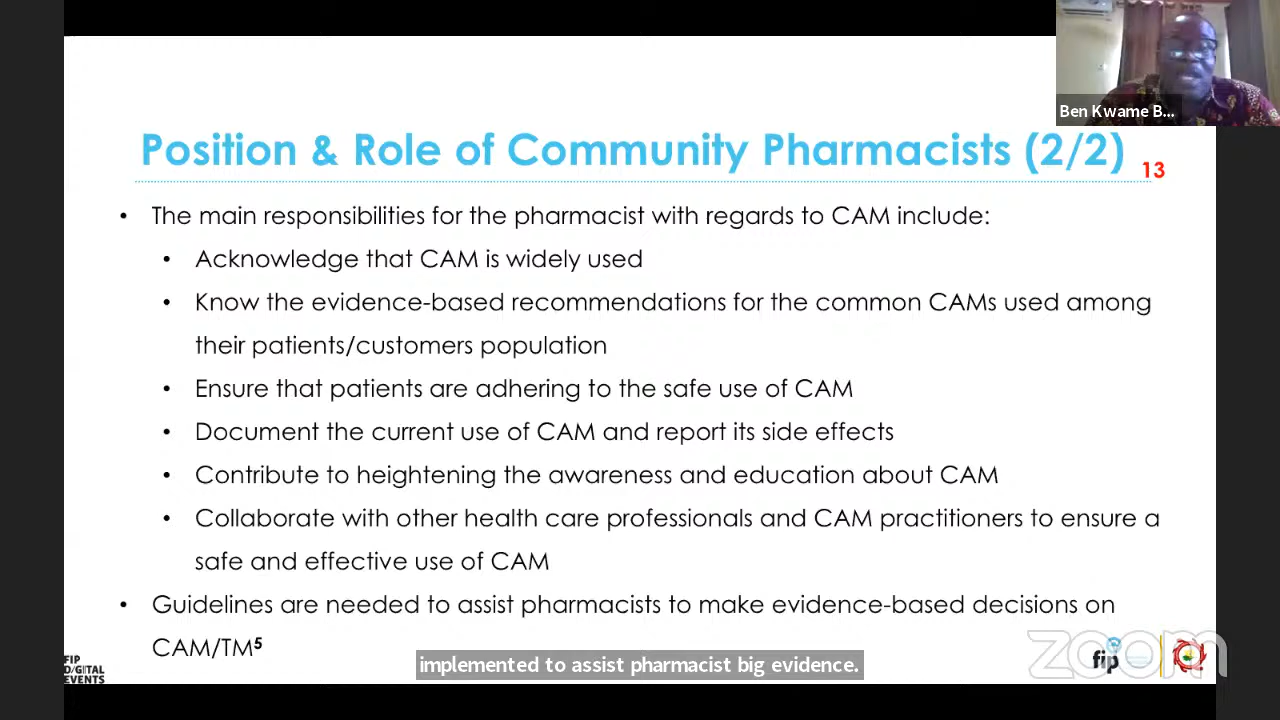 Ben Kwame B...
Position & Role of Community Pharmacists (2/2)
13
• The main responsibilities for the pharmacist with regards to CAM include:
• Acknowledge that CAM is widely used
• Know the evidence-based recommendations for the common CAMs used among
their patients/customers population
• Ensure that patients are adhering to the safe use of CAM
• Document the current use of CAM and report its side effects
• Contribute to heightening the awareness and education about CAM
• Collaborate with other health care professionals and CAM practitioners to ensure a
safe and effective use of CAM
• Guidelines are needed to assist pharmacists to make evidence-based decisions on
CAM/TM⁵
implemented to assist pharmacist big evidence.
FIP
D/G/TAL
EVENTS
fip
zoom